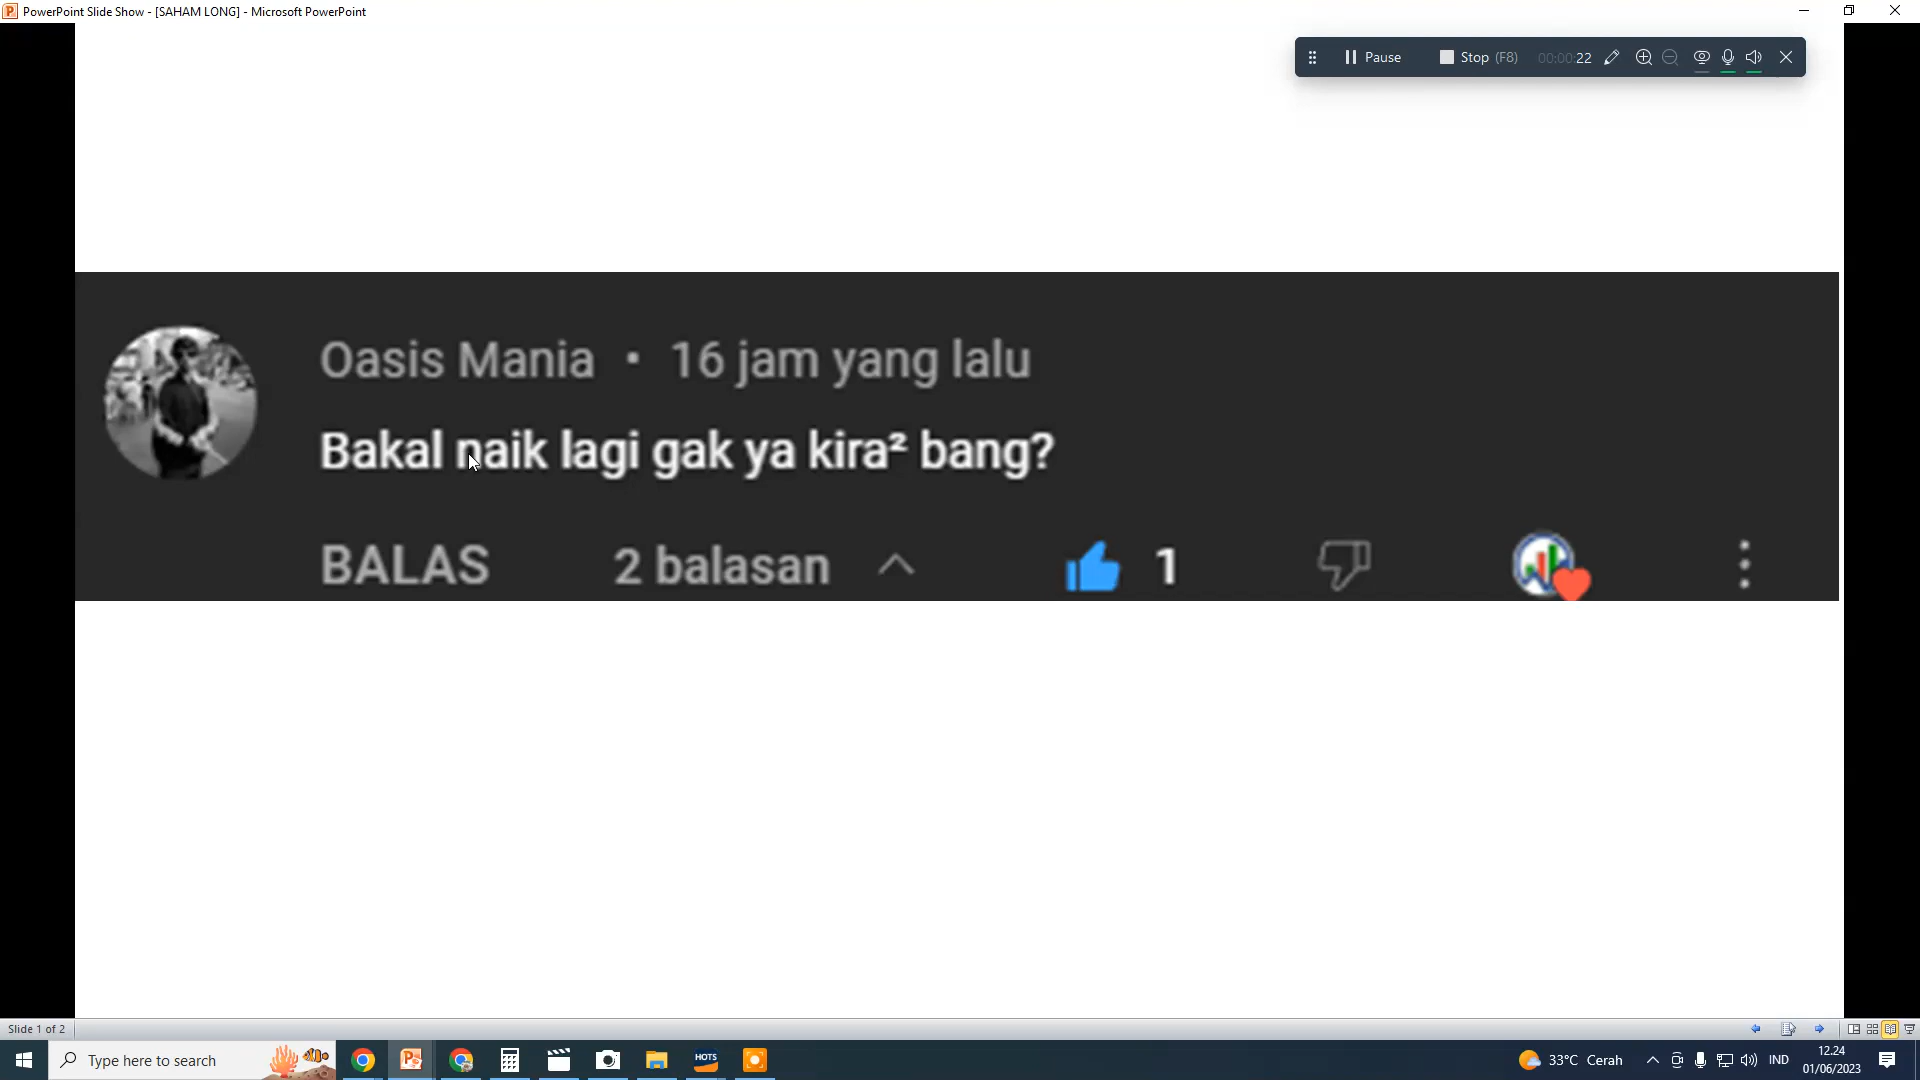 PowerPoint Slide Show - [SAHAM LONG] - Microsoft PowerPoint
Pause Stop (F8) 00:00:22
Oasis Mania • 16 jam yang lalu
Bakal naik lagi gak ya kira² bang?
BALAS 2 balasan 1
Slide 1 of 2
Type here to search
HOTS
33°C Cerah
IND
12.24
01/06/2023